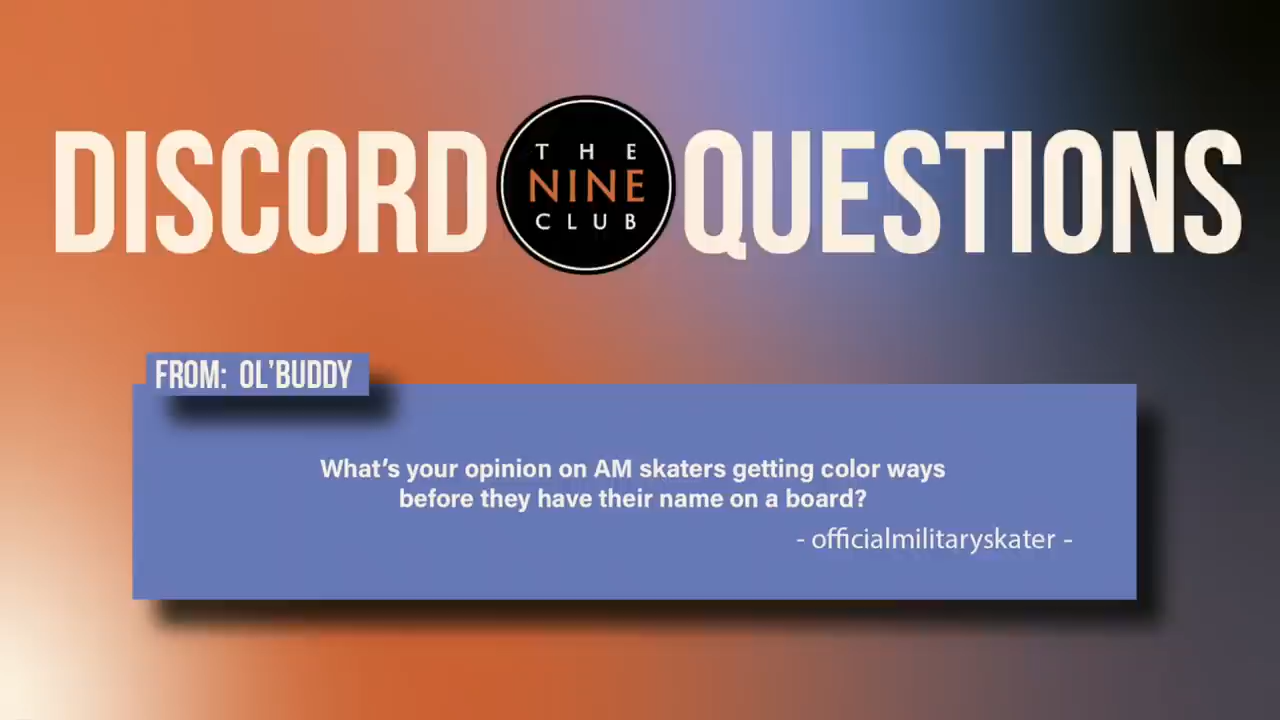 DISCORD THE NINE CLUB QUESTIONS
FROM: OL'BUDDY
What's your opinion on AM skaters getting color ways
before they have their name on a board?
- officialmilitaryskater -